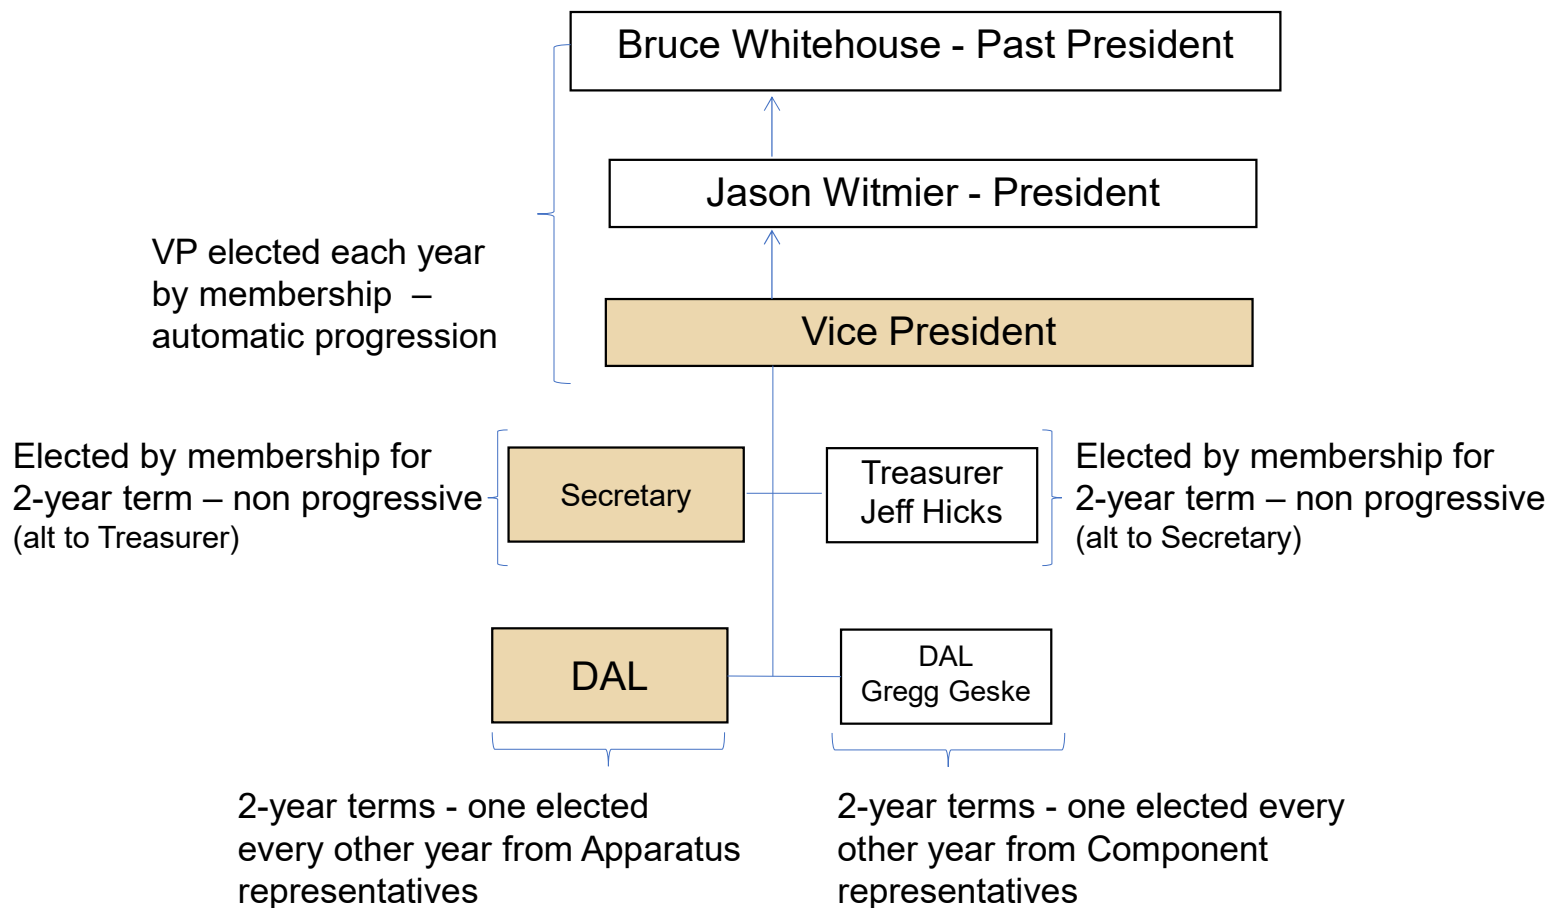 Bruce Whitehouse - Past President
Jason Witmier - President
VP elected each year
by membership –
automatic progression
Vice President
Elected by membership for
2-year term – non progressive
(alt to Treasurer)
Secretary
Treasurer
Jeff Hicks
Elected by membership for
2-year term – non progressive
(alt to Secretary)
DAL
DAL
Gregg Geske
2-year terms - one elected
every other year from Apparatus
representatives
2-year terms - one elected every
other year from Component
representatives